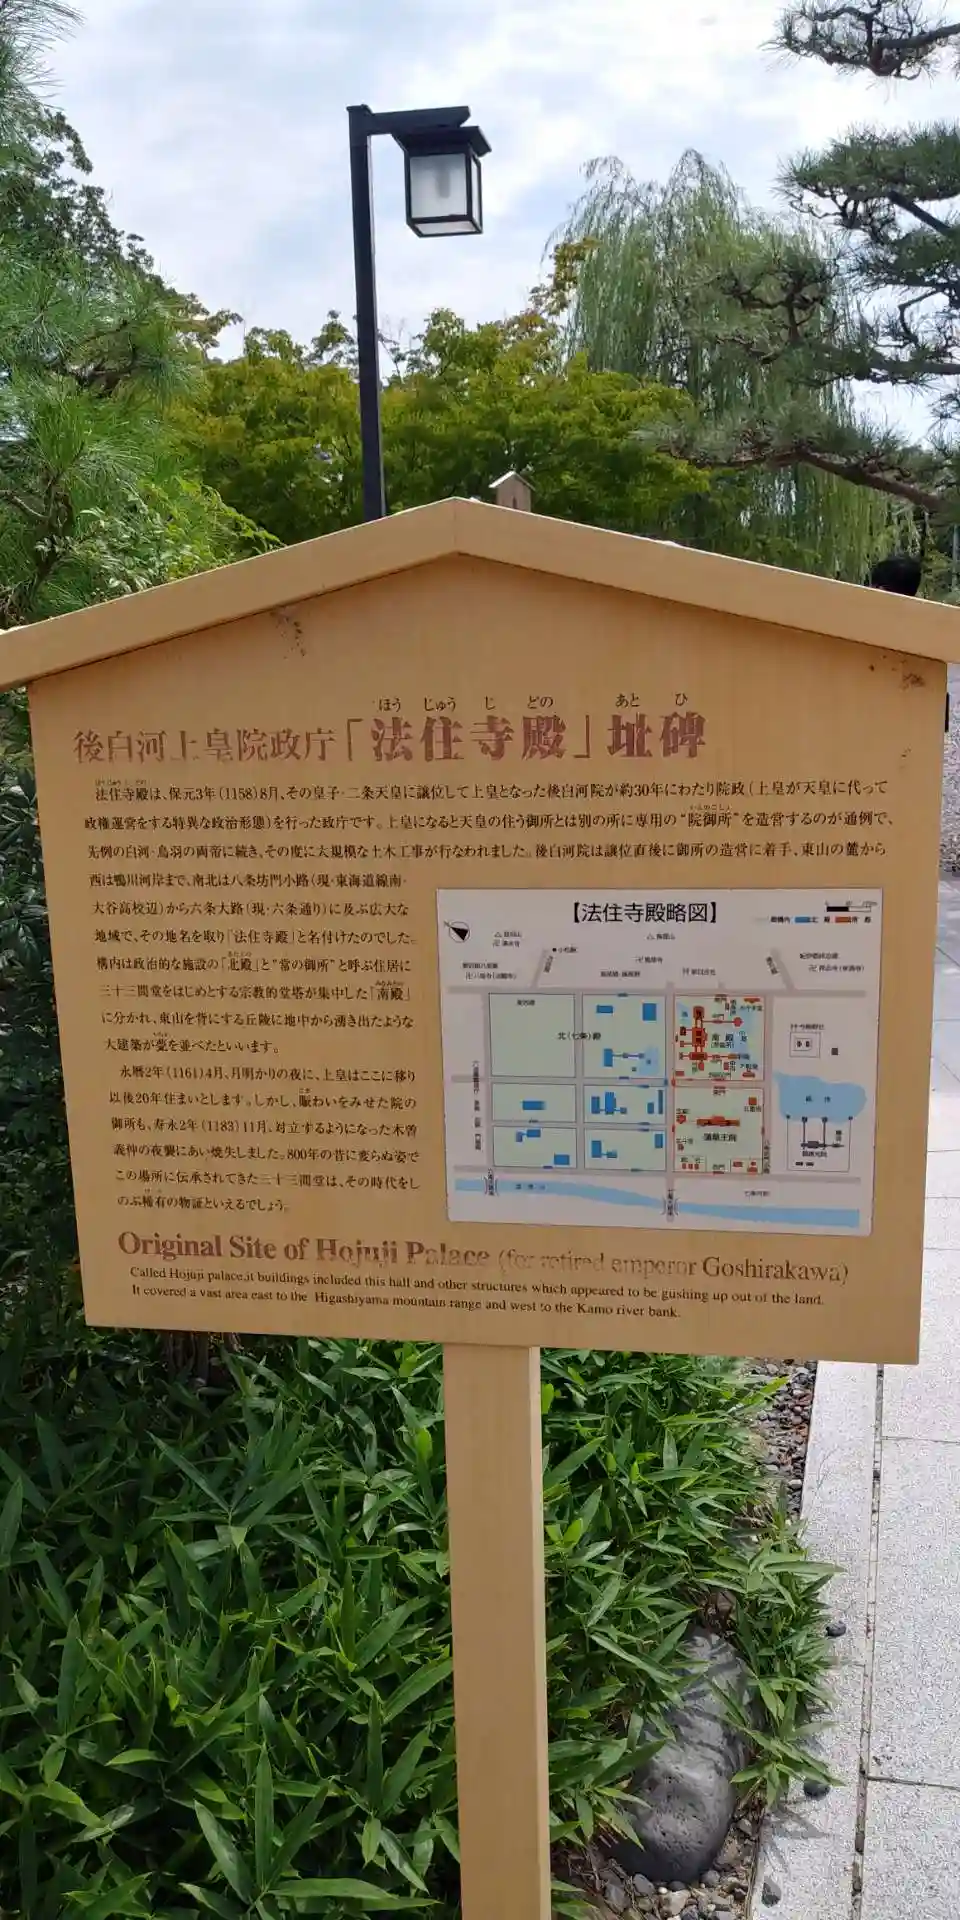 後白河上皇院政庁「法住寺殿」址碑
ほう じゅう じ どの あと ひ
法住寺殿は、保元3年(1158)8月、その皇子・二条天皇に譲位して上皇となった後白河院が約30年にわたり院政(上皇が天皇に代って
政権運営をする特異な政治形態)を行った政庁です。上皇になると天皇の住う御所とは別の所に専用の“院御所”を造営するのが通例で、
先例の白河・鳥羽の両帝に続き、その度に大規模な土木工事が行なわれました。後白河院は譲位直後に御所の造営に着手、東山の麓から
西は鴨川河岸まで、南北は八条坊門小路(現・東海道線南・
大谷高校辺)から六条大路(現・六条通り)に及ぶ広大な
地域で、その地名を取り「法住寺殿」と名付けたのでした。
構内は政治的な施設の「北殿」と“常の御所”と呼ぶ住居に
三十三間堂をはじめとする宗教的堂塔が集中した「南殿」
に分かれ、東山を背にする丘陵に地中から湧き出たような
大建築が甍を並べたといいます。
永暦2年(1161)4月、月明かりの夜に、上皇はここに移り
以後20年住まいとします。しかし、賑わいをみせた院の
御所も、寿永2年(1183)11月、対立するようになった木曽
義仲の夜襲にあい焼失しました。800年の昔に変らぬ姿で
この場所に伝承されてきた三十三間堂は、その時代をし
のぶ稀有の物証といえるでしょう。
【法住寺殿略図】
北(七条)殿
南殿
蓮華王院
Original Site of Hojuji Palace (for retired emperor Goshirakawa)
Called Hojuji palace,it buildings included this hall and other structures which appeared to be gushing up out of the land.
It covered a vast area east to the Higashiyama mountain range and west to the Kamo river bank.